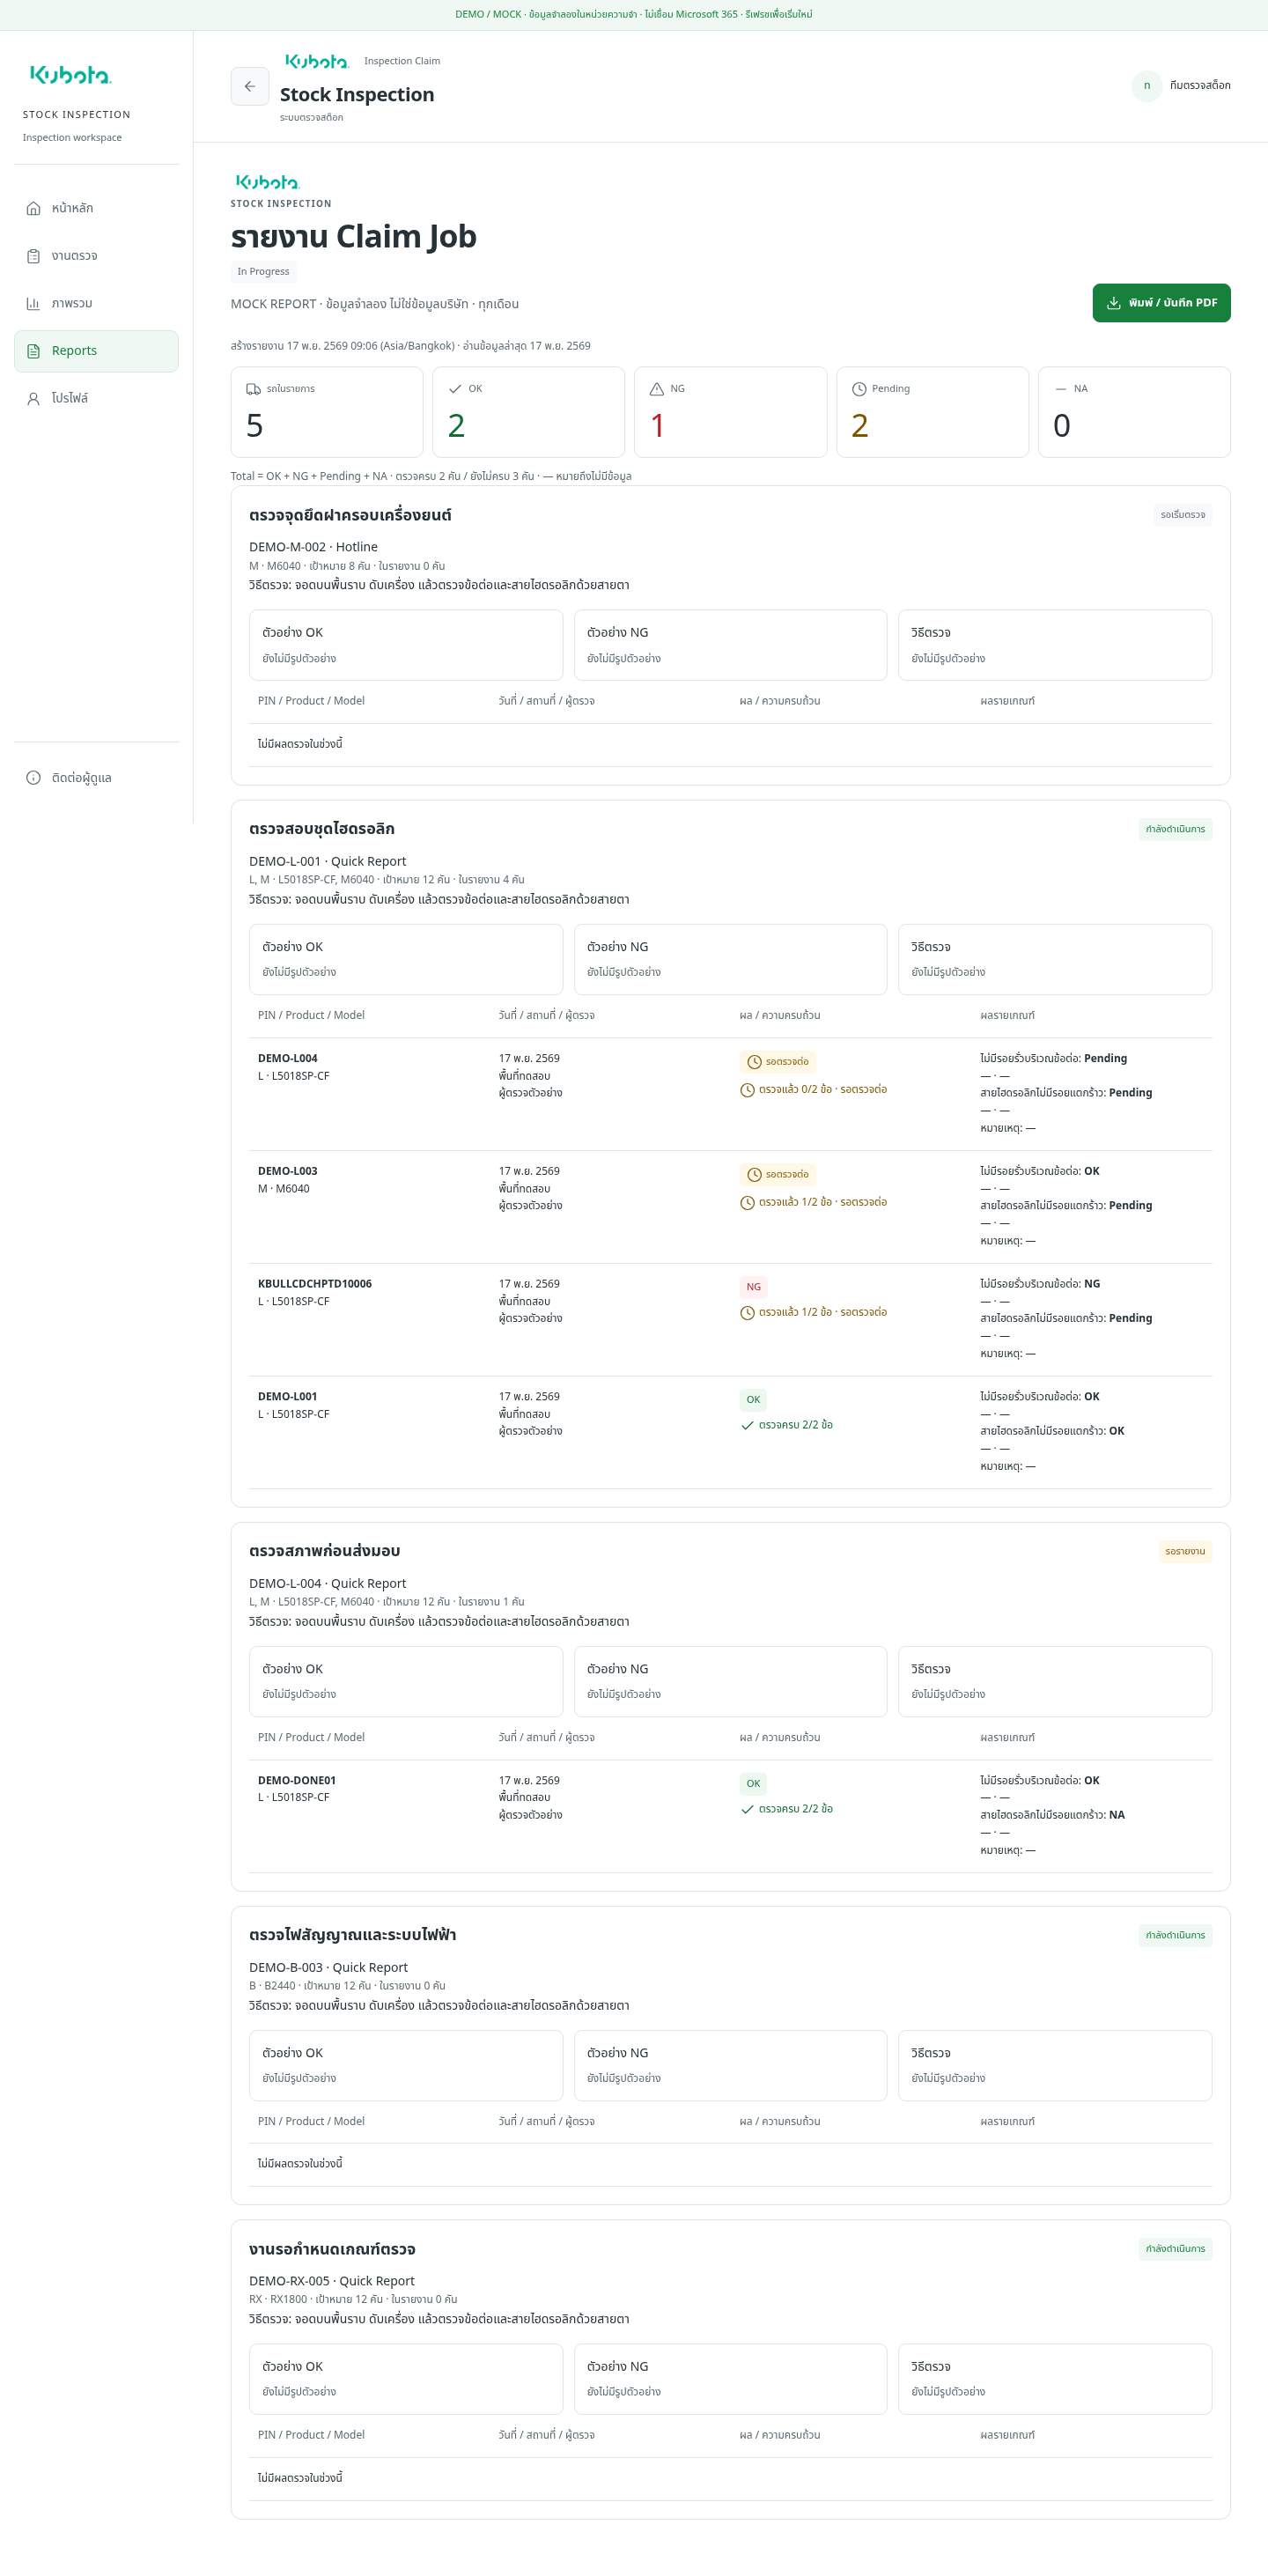 DEMO / MOCK · ข้อมูลจำลองในหน่วยความจำ · ไม่เชื่อม Microsoft 365 · รีเฟรชเพื่อเริ่มใหม่
Kubota
STOCK INSPECTION
Inspection workspace
หน้าหลัก
งานตรวจ
ภาพรวม
Reports
โปรไฟล์
ติดต่อผู้ดูแล
Kubota Inspection Claim
Stock Inspection
ระบบตรวจสต็อก
ท ทีมตรวจสต็อก
Kubota
STOCK INSPECTION
รายงาน Claim Job
In Progress
MOCK REPORT · ข้อมูลจำลอง ไม่ใช่ข้อมูลบริษัท · ทุกเดือน
พิมพ์ / บันทึก PDF
สร้างรายงาน 17 พ.ย. 2569 09:06 (Asia/Bangkok) · อ่านข้อมูลล่าสุด 17 พ.ย. 2569
รถในรายการ
5
OK
2
NG
1
Pending
2
NA
0
Total = OK + NG + Pending + NA · ตรวจครบ 2 คัน / ยังไม่ครบ 3 คัน · — หมายถึงไม่มีข้อมูล
ตรวจจุดยึดฝาครอบเครื่องยนต์
รอเริ่มตรวจ
DEMO-M-002 · Hotline
M · M6040 · เป้าหมาย 8 คัน · ในรายงาน 0 คัน
วิธีตรวจ: จอดบนพื้นราบ ดับเครื่อง แล้วตรวจข้อต่อและสายไฮดรอลิกด้วยสายตา
ตัวอย่าง OK
ยังไม่มีรูปตัวอย่าง
ตัวอย่าง NG
ยังไม่มีรูปตัวอย่าง
วิธีตรวจ
ยังไม่มีรูปตัวอย่าง
PIN / Product / Model วันที่ / สถานที่ / ผู้ตรวจ ผล / ความครบถ้วน ผลรายเกณฑ์
ไม่มีผลตรวจในช่วงนี้
ตรวจสอบชุดไฮดรอลิก
กำลังดำเนินการ
DEMO-L-001 · Quick Report
L, M · L5018SP-CF, M6040 · เป้าหมาย 12 คัน · ในรายงาน 4 คัน
วิธีตรวจ: จอดบนพื้นราบ ดับเครื่อง แล้วตรวจข้อต่อและสายไฮดรอลิกด้วยสายตา
ตัวอย่าง OK
ยังไม่มีรูปตัวอย่าง
ตัวอย่าง NG
ยังไม่มีรูปตัวอย่าง
วิธีตรวจ
ยังไม่มีรูปตัวอย่าง
PIN / Product / Model วันที่ / สถานที่ / ผู้ตรวจ ผล / ความครบถ้วน ผลรายเกณฑ์
DEMO-L004
L · L5018SP-CF
17 พ.ย. 2569
พื้นที่ทดสอบ
ผู้ตรวจตัวอย่าง
รอตรวจต่อ
ตรวจแล้ว 0/2 ข้อ · รอตรวจต่อ
ไม่มีรอยรั่วบริเวณข้อต่อ: Pending
— · —
สายไฮดรอลิกไม่มีรอยแตกร้าว: Pending
— · —
หมายเหตุ: —
DEMO-L003
M · M6040
17 พ.ย. 2569
พื้นที่ทดสอบ
ผู้ตรวจตัวอย่าง
รอตรวจต่อ
ตรวจแล้ว 1/2 ข้อ · รอตรวจต่อ
ไม่มีรอยรั่วบริเวณข้อต่อ: OK
— · —
สายไฮดรอลิกไม่มีรอยแตกร้าว: Pending
— · —
หมายเหตุ: —
KBULLCDCHPTD10006
L · L5018SP-CF
17 พ.ย. 2569
พื้นที่ทดสอบ
ผู้ตรวจตัวอย่าง
NG
ตรวจแล้ว 1/2 ข้อ · รอตรวจต่อ
ไม่มีรอยรั่วบริเวณข้อต่อ: NG
— · —
สายไฮดรอลิกไม่มีรอยแตกร้าว: Pending
— · —
หมายเหตุ: —
DEMO-L001
L · L5018SP-CF
17 พ.ย. 2569
พื้นที่ทดสอบ
ผู้ตรวจตัวอย่าง
OK
ตรวจครบ 2/2 ข้อ
ไม่มีรอยรั่วบริเวณข้อต่อ: OK
— · —
สายไฮดรอลิกไม่มีรอยแตกร้าว: OK
— · —
หมายเหตุ: —
ตรวจสภาพก่อนส่งมอบ
รอรายงาน
DEMO-L-004 · Quick Report
L, M · L5018SP-CF, M6040 · เป้าหมาย 12 คัน · ในรายงาน 1 คัน
วิธีตรวจ: จอดบนพื้นราบ ดับเครื่อง แล้วตรวจข้อต่อและสายไฮดรอลิกด้วยสายตา
ตัวอย่าง OK
ยังไม่มีรูปตัวอย่าง
ตัวอย่าง NG
ยังไม่มีรูปตัวอย่าง
วิธีตรวจ
ยังไม่มีรูปตัวอย่าง
PIN / Product / Model วันที่ / สถานที่ / ผู้ตรวจ ผล / ความครบถ้วน ผลรายเกณฑ์
DEMO-DONE01
L · L5018SP-CF
17 พ.ย. 2569
พื้นที่ทดสอบ
ผู้ตรวจตัวอย่าง
OK
ตรวจครบ 2/2 ข้อ
ไม่มีรอยรั่วบริเวณข้อต่อ: OK
— · —
สายไฮดรอลิกไม่มีรอยแตกร้าว: NA
— · —
หมายเหตุ: —
ตรวจไฟสัญญาณและระบบไฟฟ้า
กำลังดำเนินการ
DEMO-B-003 · Quick Report
B · B2440 · เป้าหมาย 12 คัน · ในรายงาน 0 คัน
วิธีตรวจ: จอดบนพื้นราบ ดับเครื่อง แล้วตรวจข้อต่อและสายไฮดรอลิกด้วยสายตา
ตัวอย่าง OK
ยังไม่มีรูปตัวอย่าง
ตัวอย่าง NG
ยังไม่มีรูปตัวอย่าง
วิธีตรวจ
ยังไม่มีรูปตัวอย่าง
PIN / Product / Model วันที่ / สถานที่ / ผู้ตรวจ ผล / ความครบถ้วน ผลรายเกณฑ์
ไม่มีผลตรวจในช่วงนี้
งานรอกำหนดเกณฑ์ตรวจ
กำลังดำเนินการ
DEMO-RX-005 · Quick Report
RX · RX1800 · เป้าหมาย 12 คัน · ในรายงาน 0 คัน
วิธีตรวจ: จอดบนพื้นราบ ดับเครื่อง แล้วตรวจข้อต่อและสายไฮดรอลิกด้วยสายตา
ตัวอย่าง OK
ยังไม่มีรูปตัวอย่าง
ตัวอย่าง NG
ยังไม่มีรูปตัวอย่าง
วิธีตรวจ
ยังไม่มีรูปตัวอย่าง
PIN / Product / Model วันที่ / สถานที่ / ผู้ตรวจ ผล / ความครบถ้วน ผลรายเกณฑ์
ไม่มีผลตรวจในช่วงนี้